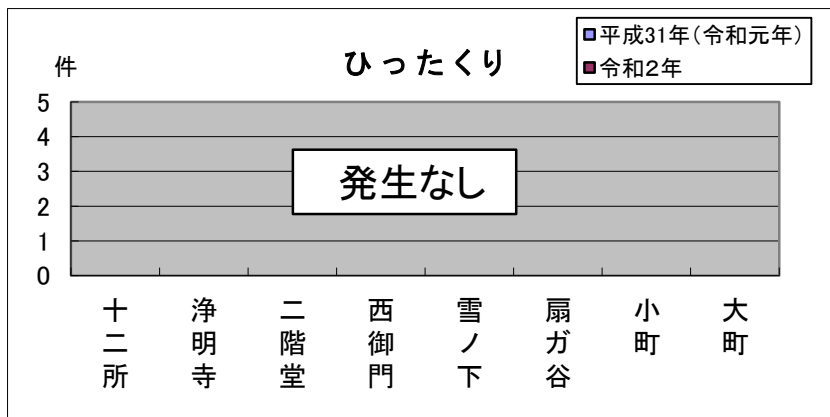 ひったくり
■平成31年(令和元年)
■令和2年
件
5
4
3
2
1
0
発生なし
十二所
浄明寺
二階堂
西御門
雪ノ下
扇ガ谷
小町
大町